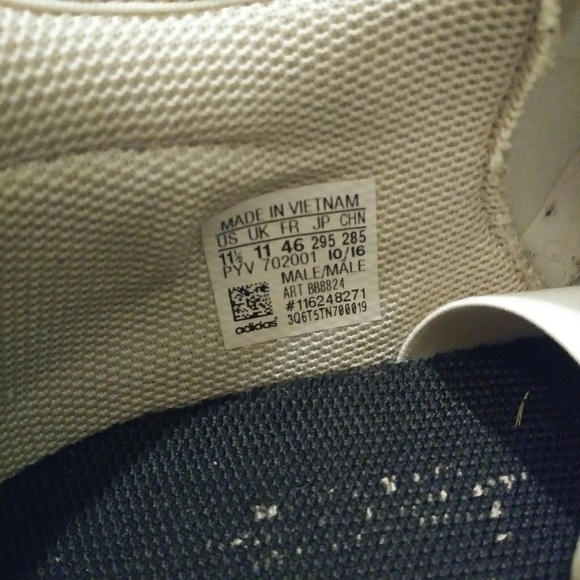 MADE IN VIETNAM
US UK FR JP CHN
11½ 11 46 295 285
PYV 702001 10/16
MALE/MÂLE
ART BB8824
#116248271
adidas 3Q6T5TN700019